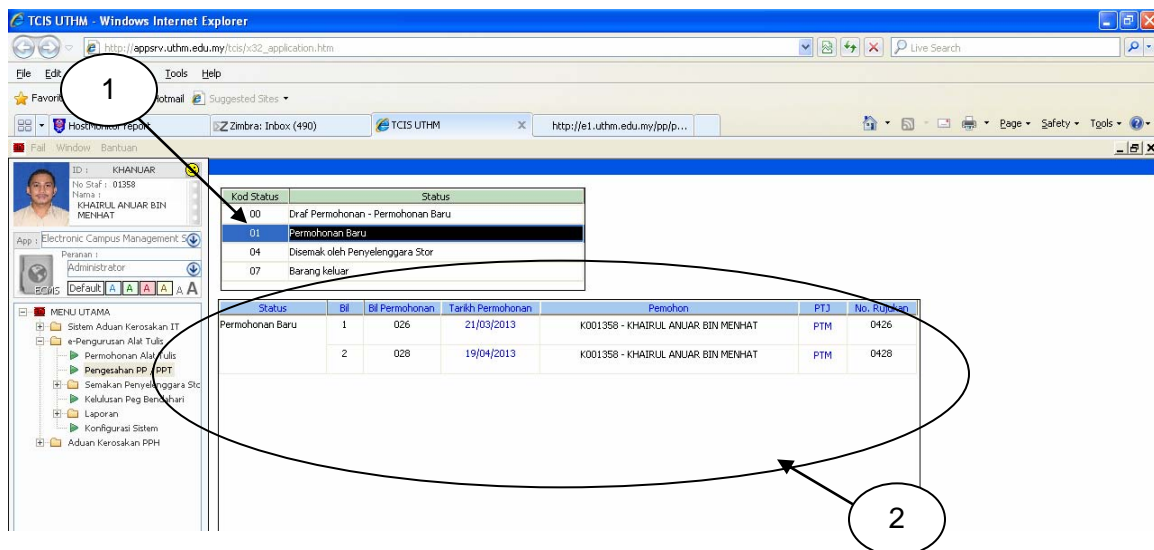 TCIS UTHM - Windows Internet Explorer
http://appsrv.uthm.edu.my/tcis/x32_application.htm
Live Search
File Edit Tools Help
1
Suggested Sites
HostMonitor report
Zimbra: Inbox (490)
TCIS UTHM
X
http://e1.uthm.edu.my/pp/p...
Page
Safety
Tools
Fail Window Bantuan
ID : KHANUAR
No Staf : 01358
Nama :
KHAIRUL ANUAR BIN
MENHAT
App : Electronic Campus Management S
Peranan :
Administrator
ECMIS
Default A A A A A A
MENU UTAMA
Sistem Aduan Kerosakan IT
e-Pengurusan Alat Tulis
Permohonan Alat Tulis
Pengesahan PP / PPT
Semakan Penyelenggara Sto
Kelulusan Peg Bendahari
Laporan
Konfigurasi Sistem
Aduan Kerosakan PPH
Kod Status Status
00 Draf Permohonan - Permohonan Baru
01 Permohonan Baru
04 Disemak oleh Penyelenggara Stor
07 Barang keluar
Status Bil Bil Permohonan Tarikh Permohonan Pemohon PTJ No. Rujukan
Permohonan Baru 1 026 21/03/2013 K001358 - KHAIRUL ANUAR BIN MENHAT PTM 0426
2 028 19/04/2013 K001358 - KHAIRUL ANUAR BIN MENHAT PTM 0428
2